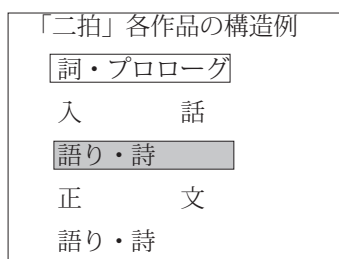 「二拍」各作品の構造例
詞・プロローグ
入　　　話
語り・詩
正　　　文
語り・詩